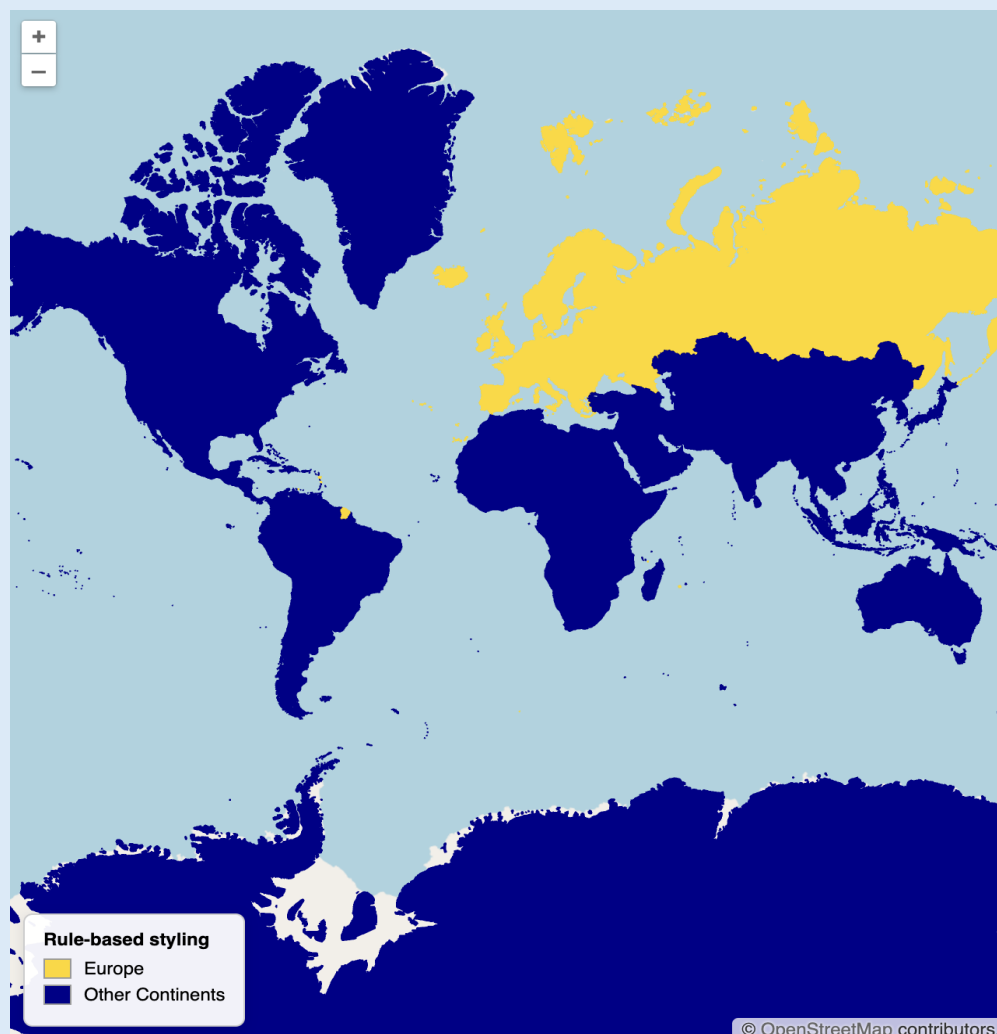 +
−
Rule-based styling
Europe
Other Continents
© OpenStreetMap contributors